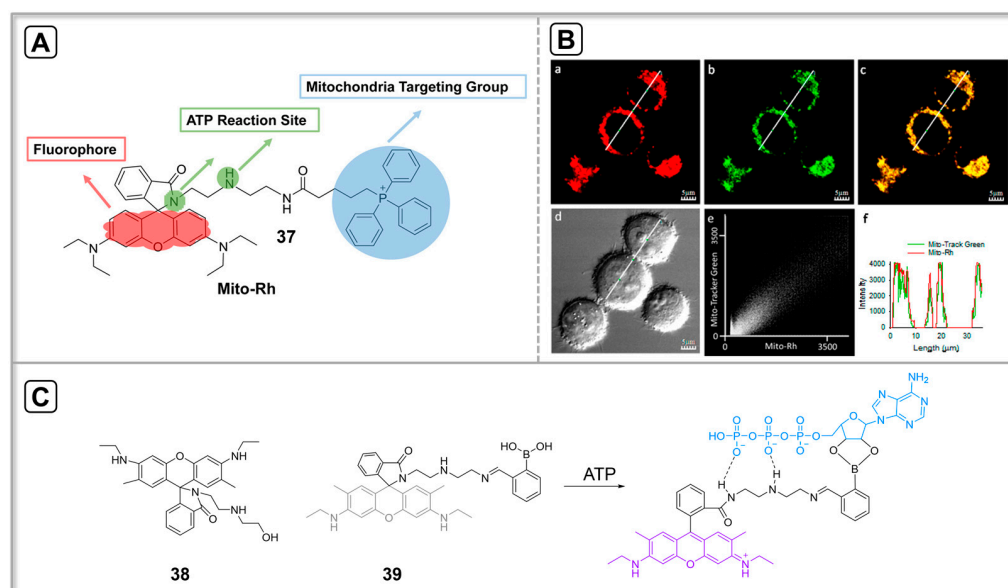 A
Mitochondria Targeting Group
ATP Reaction Site
Fluorophore
O
N
H
N
N
H
O
P
+
N
O
N
37
Mito-Rh
B
a
b
c
5μm
5μm
5μm
d
e
f
5μm
Mito-Tracker Green
3500
0
0
Mito-Rh
3500
Mito-Track Green
Mito-Rh
Intensity
4000
3000
2000
1000
0
0
10
20
30
Length (μm)
C
HN
O
NH
N
O
HN
OH
38
O
N
H
N
N
HO
OH
B
N
H
O
N
H
39
ATP
NH2
N
N
N
N
O
O
O
HO-P-O-P-O-P-O
O-
O-
O-
O
O
O
B
H
N
H
N
N
O
N
H
O
N
H
+